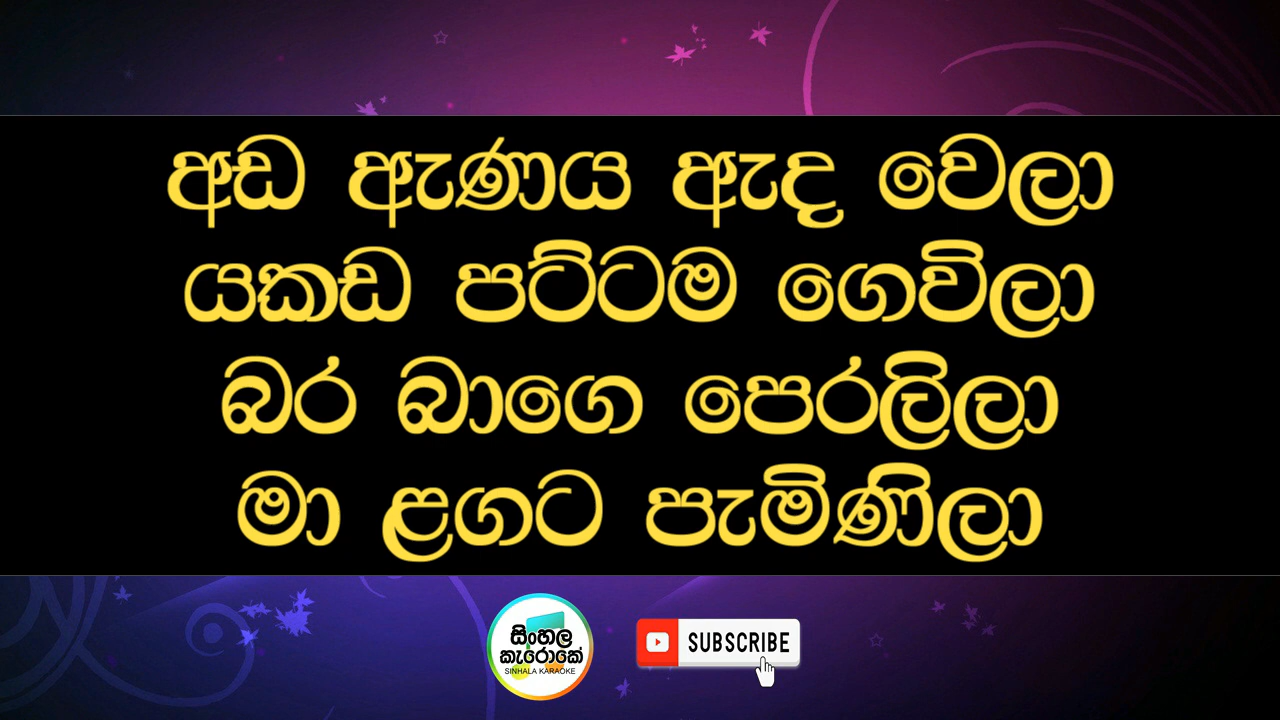 අඩ ඇණය ඇද වෙලා
යකඩ පට්ටම ගෙවිලා
බර බාගෙ පෙරලිලා
මා ළගට පැමිණිලා
සිංහල
කැරොකේ
SINHALA KARAOKE
SUBSCRIBE